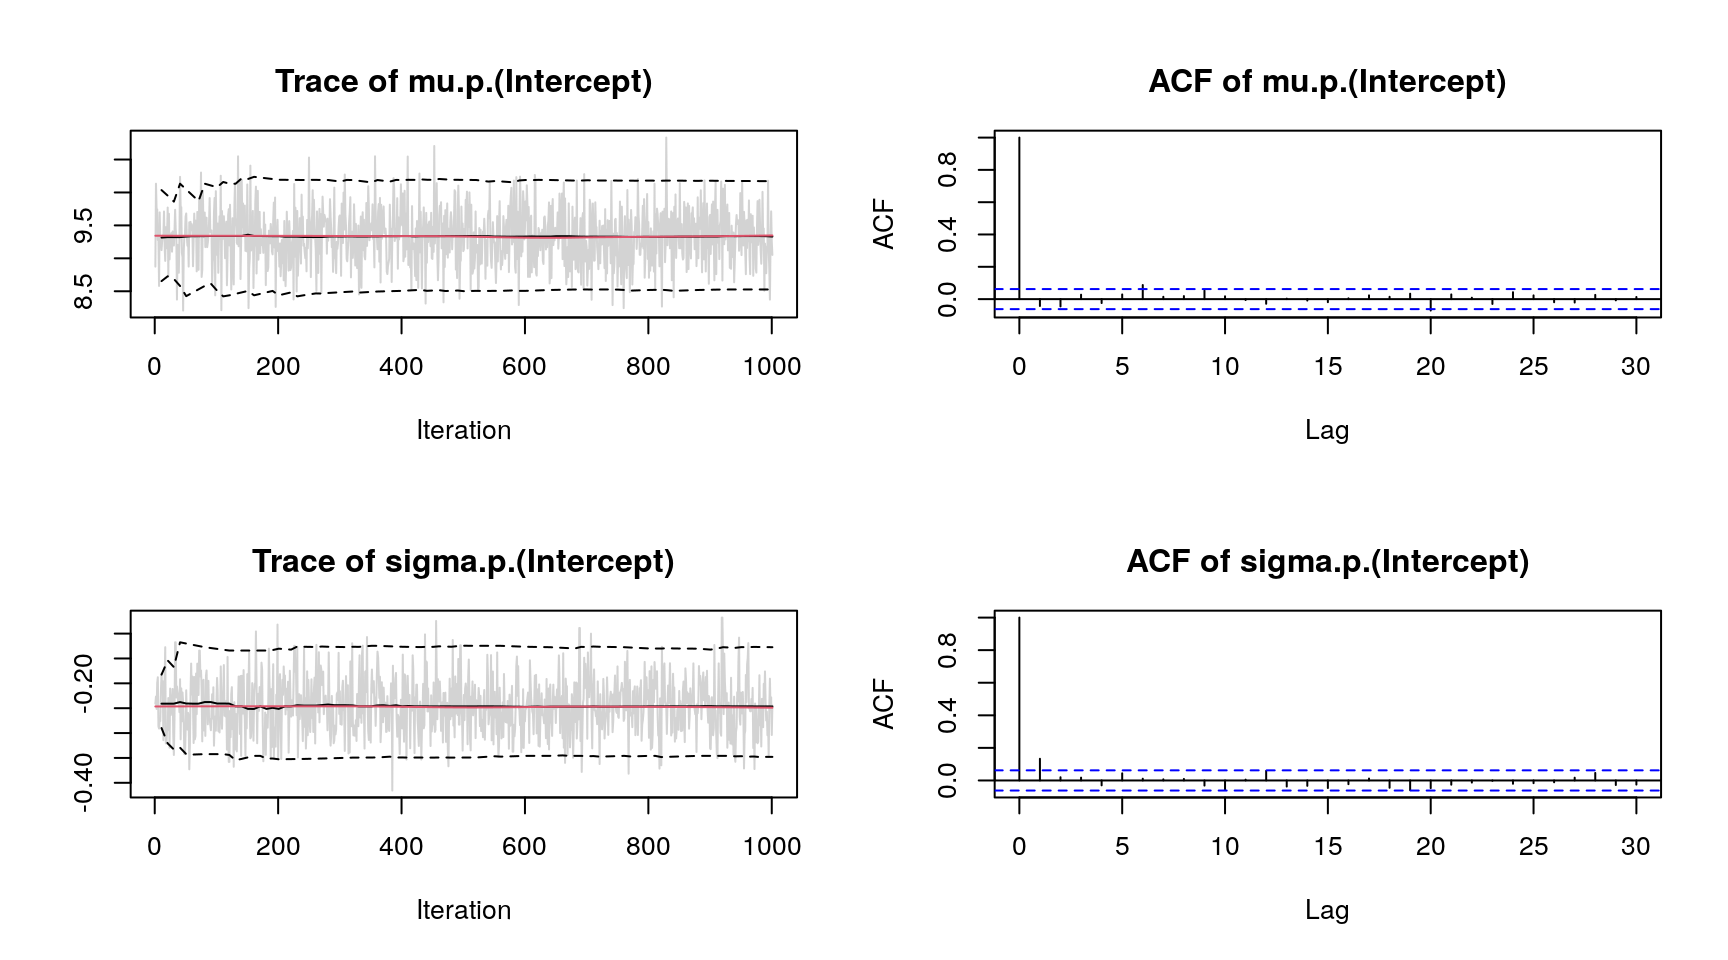 Trace of mu.p.(Intercept)
8.5 9.5
0 200 400 600 800 1000
Iteration
ACF of mu.p.(Intercept)
ACF
0.0 0.4 0.8
0 5 10 15 20 25 30
Lag
Trace of sigma.p.(Intercept)
-0.40 -0.20
0 200 400 600 800 1000
Iteration
ACF of sigma.p.(Intercept)
ACF
0.0 0.4 0.8
0 5 10 15 20 25 30
Lag